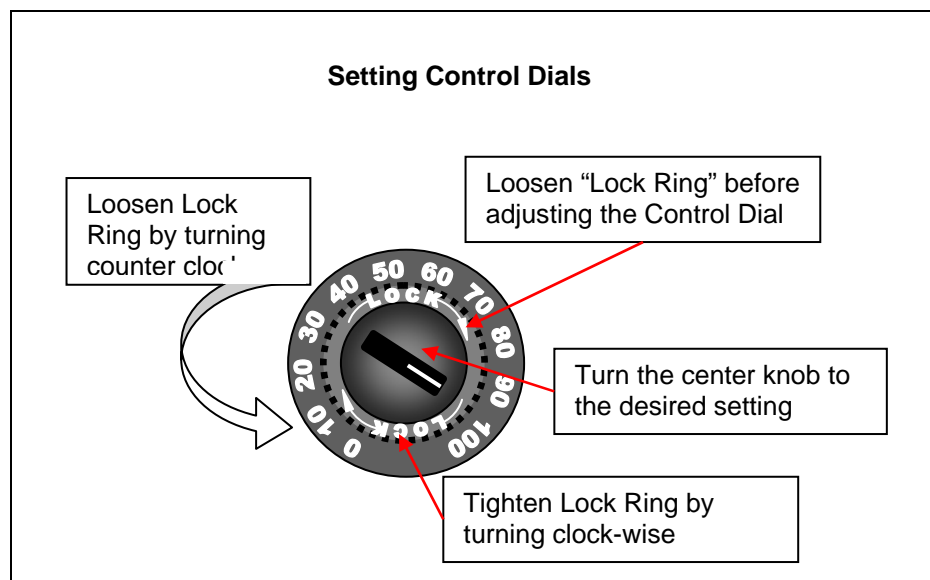 Setting Control Dials
Loosen “Lock Ring” before
adjusting the Control Dial
Loosen Lock
Ring by turning
counter
50 60
40 70
30 80
20 90
10 100
0
LOCK
LOCK
Turn the center knob to
the desired setting
Tighten Lock Ring by
turning clock-wise